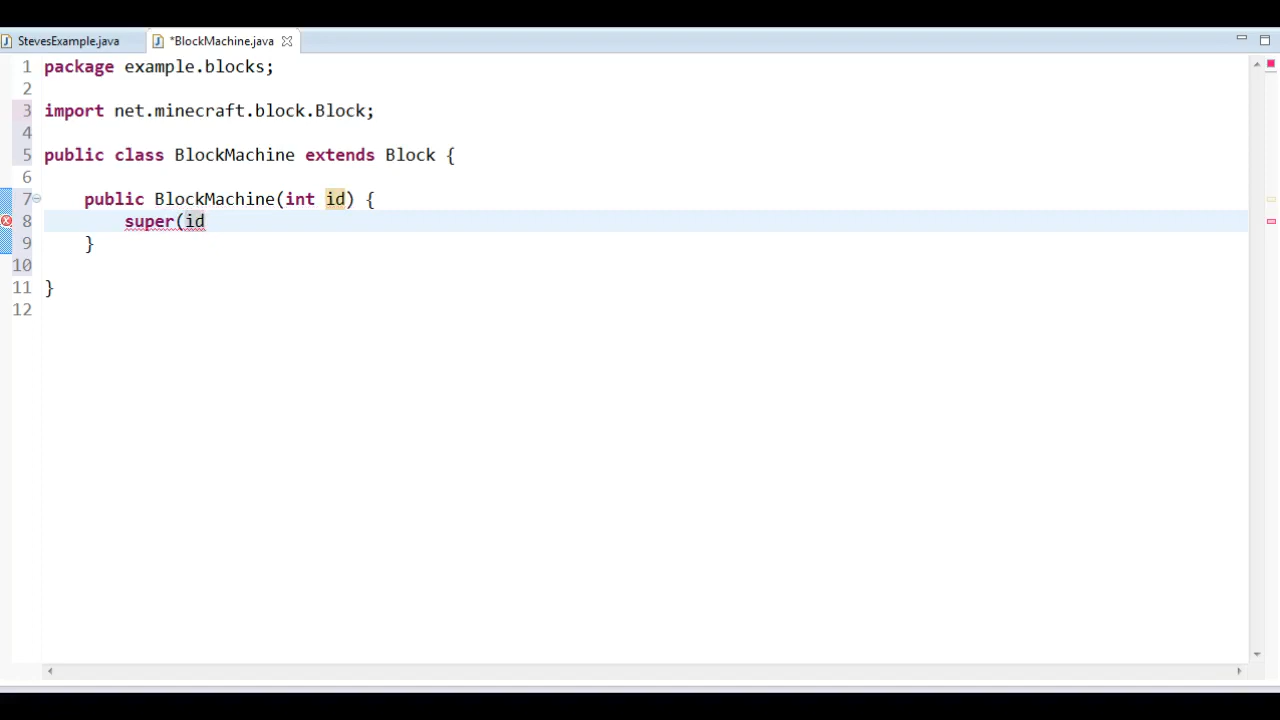 StevesExample.java *BlockMachine.java
1 package example.blocks;
2
3 import net.minecraft.block.Block;
4
5 public class BlockMachine extends Block {
6
7 public BlockMachine(int id) {
8 super(id
9 }
10
11 }
12